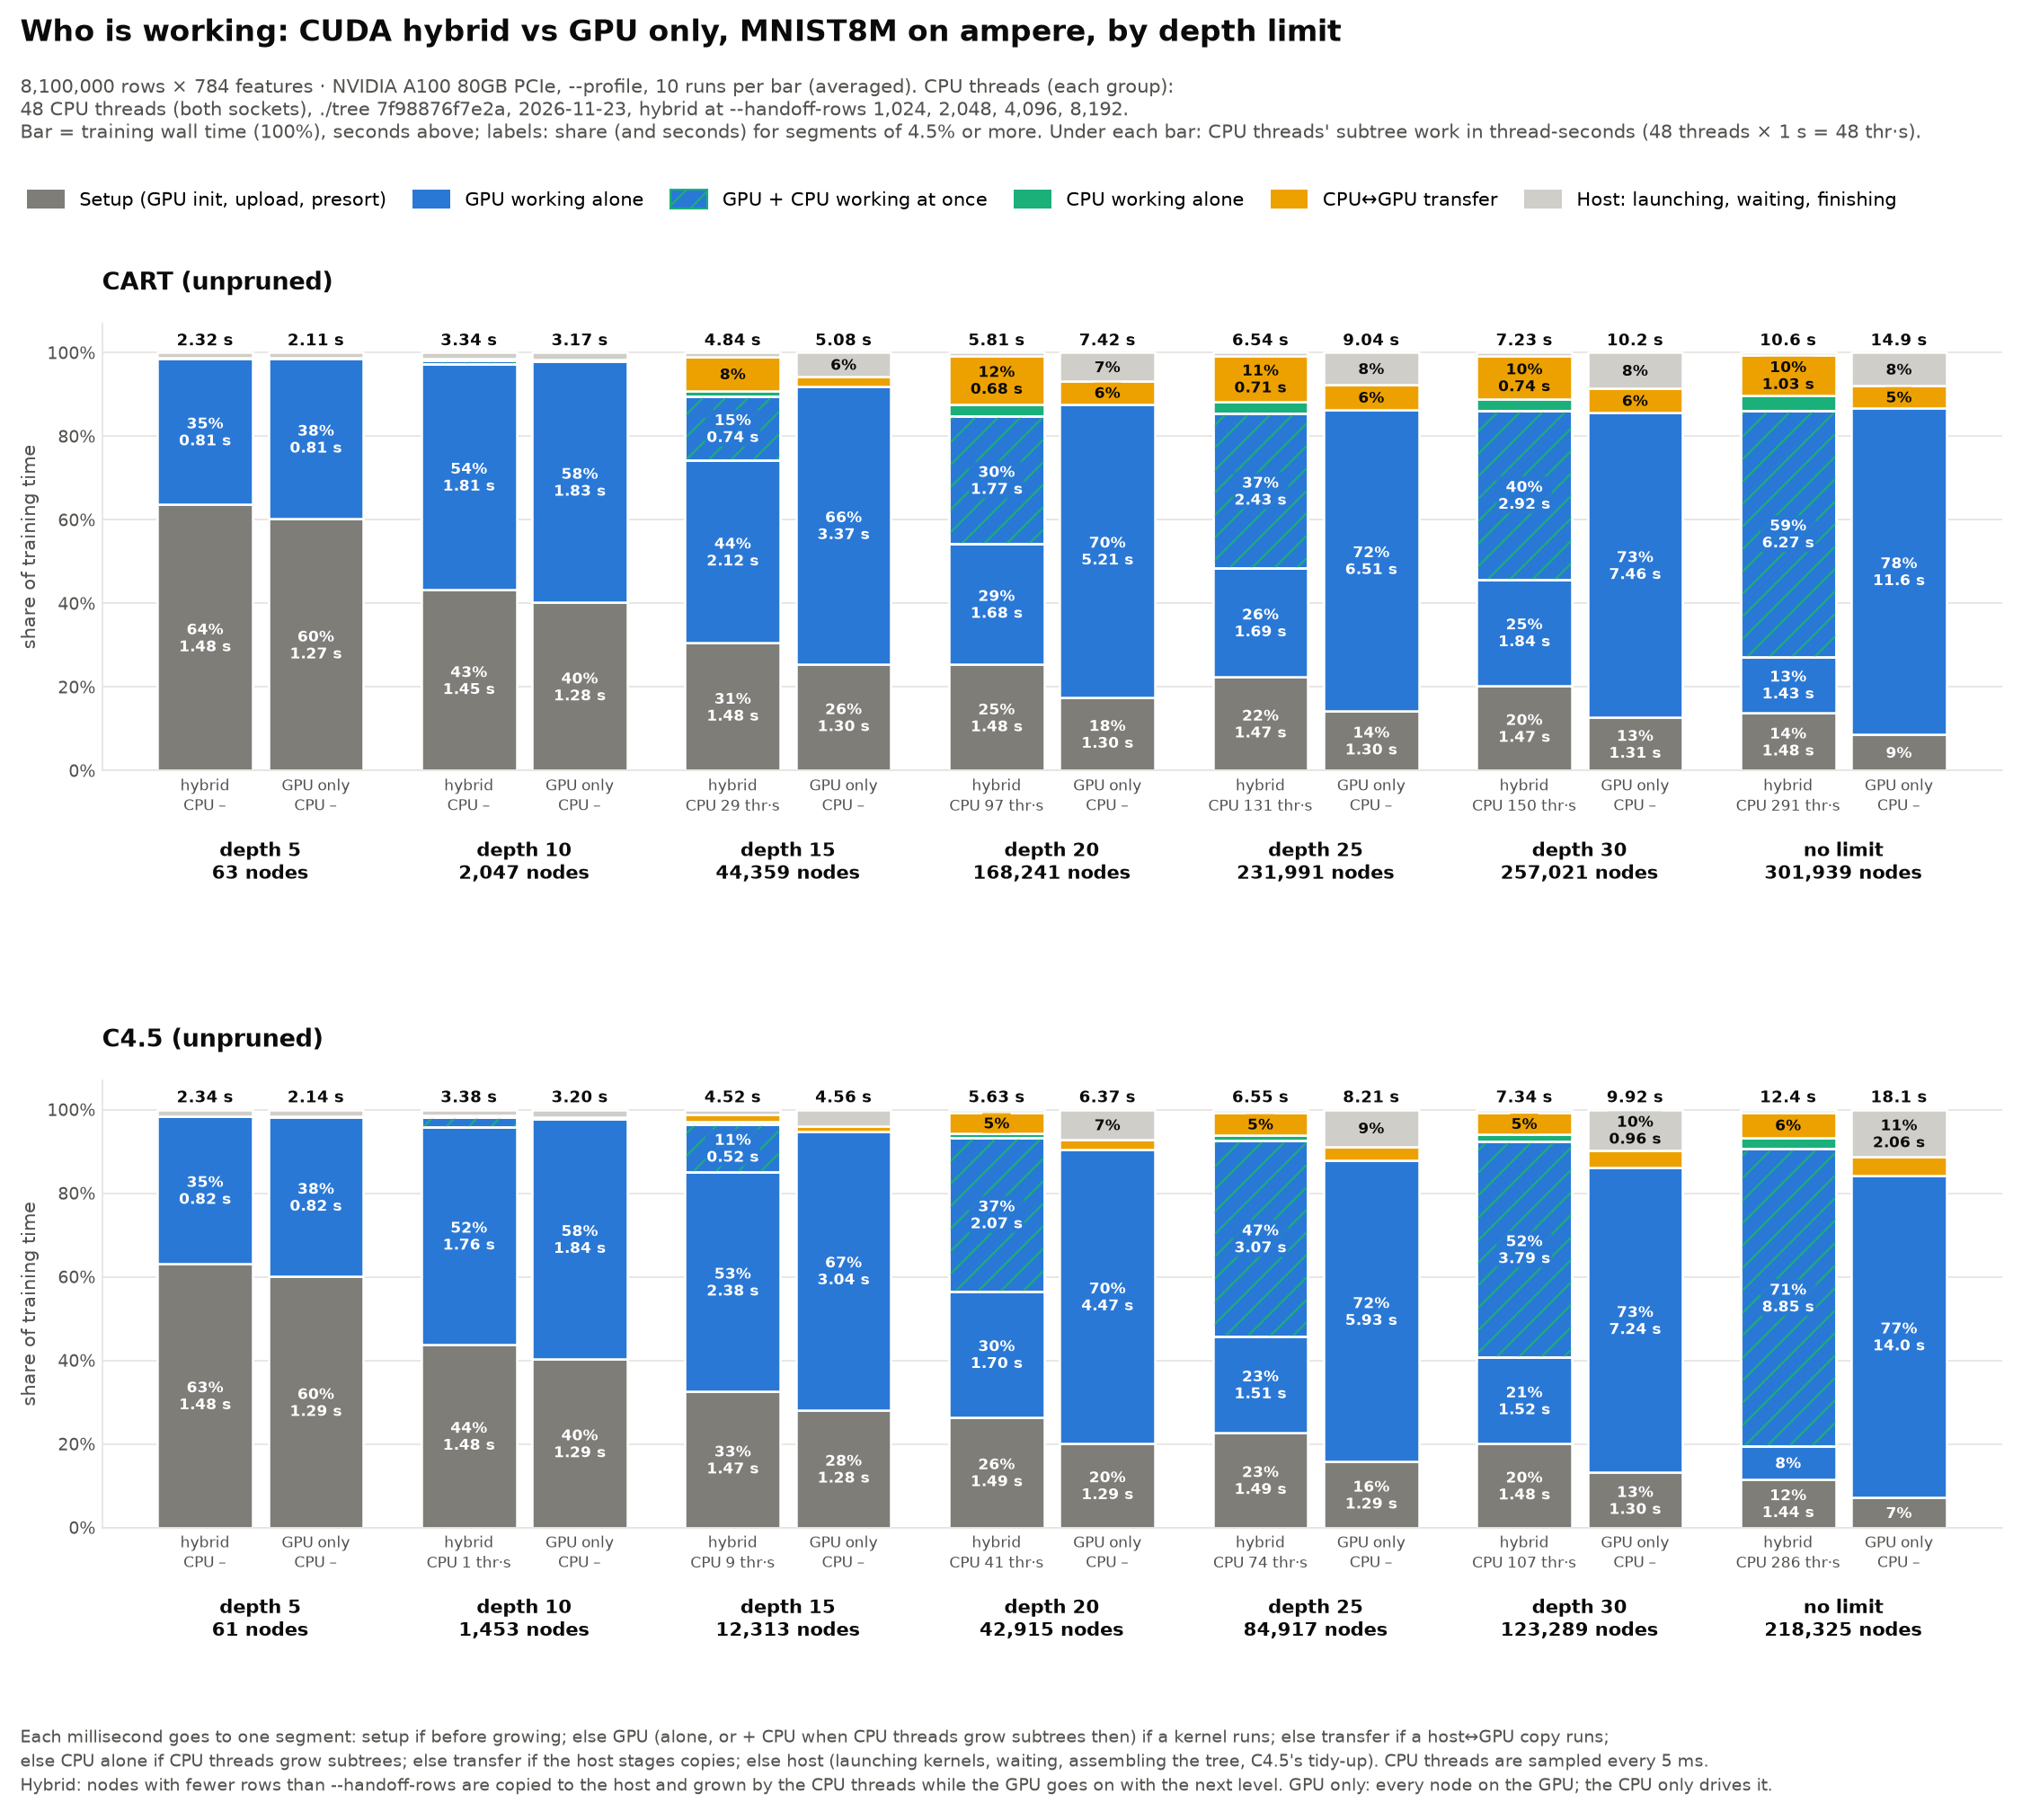 Who is working: CUDA hybrid vs GPU only, MNIST8M on ampere, by depth limit
8,100,000 rows × 784 features · NVIDIA A100 80GB PCIe, --profile, 10 runs per bar (averaged). CPU threads (each group):
48 CPU threads (both sockets), ./tree 7f98876f7e2a, 2026-11-23, hybrid at --handoff-rows 1,024, 2,048, 4,096, 8,192.
Bar = training wall time (100%), seconds above; labels: share (and seconds) for segments of 4.5% or more. Under each bar: CPU threads' subtree work in thread-seconds (48 threads × 1 s = 48 thr·s).
Setup (GPU init, upload, presort) GPU working alone GPU + CPU working at once CPU working alone CPU↔GPU transfer Host: launching, waiting, finishing
CART (unpruned)
2.32 s 2.11 s 3.34 s 3.17 s 4.84 s 5.08 s 5.81 s 7.42 s 6.54 s 9.04 s 7.23 s 10.2 s 10.6 s 14.9 s
share of training time
100%
80%
60%
40%
20%
0%
35%
0.81 s
64%
1.48 s
38%
0.81 s
60%
1.27 s
54%
1.81 s
43%
1.45 s
58%
1.83 s
40%
1.28 s
8%
15%
0.74 s
44%
2.12 s
31%
1.48 s
6%
66%
3.37 s
26%
1.30 s
12%
0.68 s
30%
1.77 s
29%
1.68 s
25%
1.48 s
7%
6%
70%
5.21 s
18%
1.30 s
11%
0.71 s
37%
2.43 s
26%
1.69 s
22%
1.47 s
8%
6%
72%
6.51 s
14%
1.30 s
10%
0.74 s
40%
2.92 s
25%
1.84 s
20%
1.47 s
8%
6%
73%
7.46 s
13%
1.31 s
10%
1.03 s
59%
6.27 s
13%
1.43 s
14%
1.48 s
8%
5%
78%
11.6 s
9%
hybrid GPU only hybrid GPU only hybrid GPU only hybrid GPU only hybrid GPU only hybrid GPU only hybrid GPU only
CPU – CPU – CPU – CPU – CPU 29 thr·s CPU – CPU 97 thr·s CPU – CPU 131 thr·s CPU – CPU 150 thr·s CPU – CPU 291 thr·s CPU –
depth 5 depth 10 depth 15 depth 20 depth 25 depth 30 no limit
63 nodes 2,047 nodes 44,359 nodes 168,241 nodes 231,991 nodes 257,021 nodes 301,939 nodes
C4.5 (unpruned)
2.34 s 2.14 s 3.38 s 3.20 s 4.52 s 4.56 s 5.63 s 6.37 s 6.55 s 8.21 s 7.34 s 9.92 s 12.4 s 18.1 s
share of training time
100%
80%
60%
40%
20%
0%
35%
0.82 s
63%
1.48 s
38%
0.82 s
60%
1.29 s
52%
1.76 s
44%
1.48 s
58%
1.84 s
40%
1.29 s
11%
0.52 s
53%
2.38 s
33%
1.47 s
67%
3.04 s
28%
1.28 s
5%
37%
2.07 s
30%
1.70 s
26%
1.49 s
7%
70%
4.47 s
20%
1.29 s
5%
47%
3.07 s
23%
1.51 s
23%
1.49 s
9%
72%
5.93 s
16%
1.29 s
5%
52%
3.79 s
21%
1.52 s
20%
1.48 s
10%
0.96 s
73%
7.24 s
13%
1.30 s
6%
71%
8.85 s
8%
12%
1.44 s
11%
2.06 s
77%
14.0 s
7%
hybrid GPU only hybrid GPU only hybrid GPU only hybrid GPU only hybrid GPU only hybrid GPU only hybrid GPU only
CPU – CPU – CPU 1 thr·s CPU – CPU 9 thr·s CPU – CPU 41 thr·s CPU – CPU 74 thr·s CPU – CPU 107 thr·s CPU – CPU 286 thr·s CPU –
depth 5 depth 10 depth 15 depth 20 depth 25 depth 30 no limit
61 nodes 1,453 nodes 12,313 nodes 42,915 nodes 84,917 nodes 123,289 nodes 218,325 nodes
Each millisecond goes to one segment: setup if before growing; else GPU (alone, or + CPU when CPU threads grow subtrees then) if a kernel runs; else transfer if a host↔GPU copy runs;
else CPU alone if CPU threads grow subtrees; else transfer if the host stages copies; else host (launching kernels, waiting, assembling the tree, C4.5's tidy-up). CPU threads are sampled every 5 ms.
Hybrid: nodes with fewer rows than --handoff-rows are copied to the host and grown by the CPU threads while the GPU goes on with the next level. GPU only: every node on the GPU; the CPU only drives it.